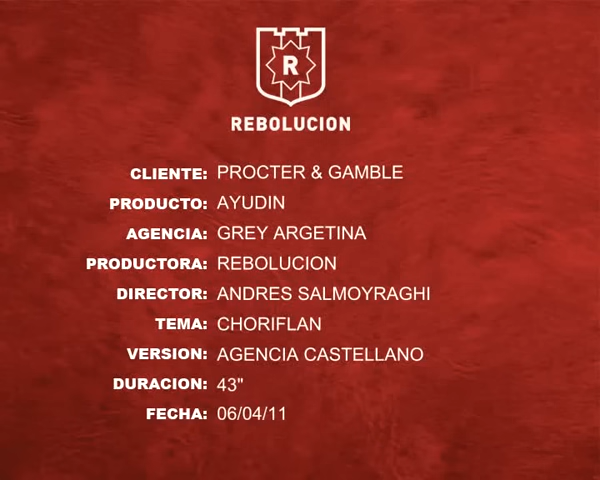 R
REBOLUCION
CLIENTE: PROCTER & GAMBLE
PRODUCTO: AYUDIN
AGENCIA: GREY ARGETINA
PRODUCTORA: REBOLUCION
DIRECTOR: ANDRES SALMOYRAGHI
TEMA: CHORIFLAN
VERSION: AGENCIA CASTELLANO
DURACION: 43"
FECHA: 06/04/11